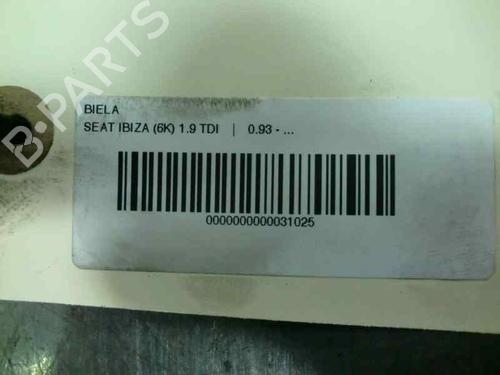 B-PARTS
BIELA
SEAT IBIZA (6K) 1.9 TDI | 0.93 - ...
0000000000031025